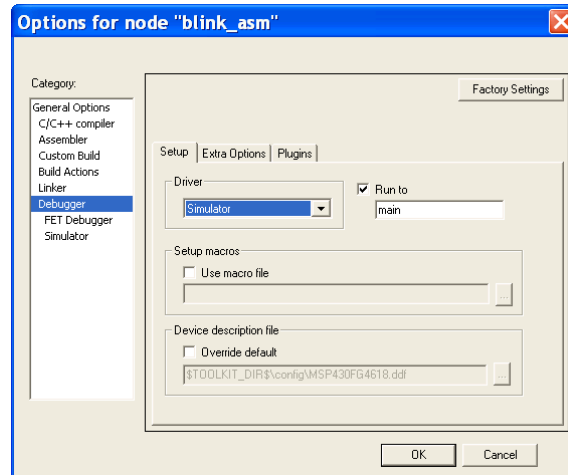 Options for node "blink_asm"
Category:
General Options
C/C++ compiler
Assembler
Custom Build
Build Actions
Linker
Debugger
FET Debugger
Simulator
Factory Settings
Setup
Extra Options
Plugins
Driver
Simulator
Run to
main
Setup macros
Use macro file
...
Device description file
Override default
$TOOLKIT_DIR$\config\MSP430FG4618.ddf
...
OK
Cancel